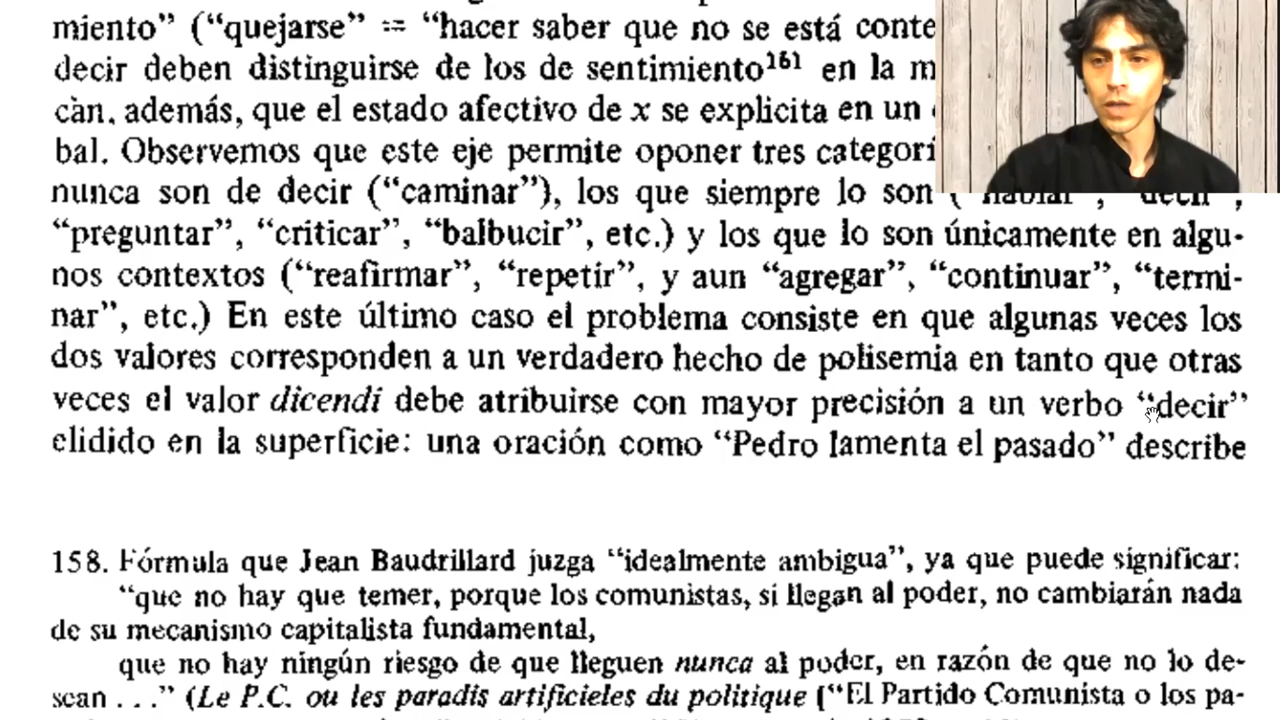 miento” (“quejarse” := “hacer saber que no se está conte
decir deben distinguirse de los de sentimiento¹⁶¹ en la m
càn, además, que el estado afectivo de x se explicita en un
bal. Observemos que este eje permite oponer tres categorí
nunca son de decir (“caminar”), los que siempre lo son (“hablar”, “decir”,
“preguntar”, “criticar”, “balbucir”, etc.) y los que lo son únicamente en algu-
nos contextos (“reafirmar”, “repetir”, y aun “agregar”, “continuar”, “termi-
nar”, etc.) En este último caso el problema consiste en que algunas veces los
dos valores corresponden a un verdadero hecho de polisemia en tanto que otras
veces el valor dicendi debe atribuirse con mayor precisión a un verbo “decir”
elidido en la superficie: una oración como “Pedro lamenta el pasado” describe
158. Fórmula que Jean Baudrillard juzga “idealmente ambigua”, ya que puede significar:
“que no hay que temer, porque los comunistas, si llegan al poder, no cambiarán nada
de su mecanismo capitalista fundamental,
que no hay ningún riesgo de que lleguen nunca al poder, en razón de que no lo de-
sean . . .” (Le P.C. ou les paradis artificieles du politique [“El Partido Comunista o los pa-